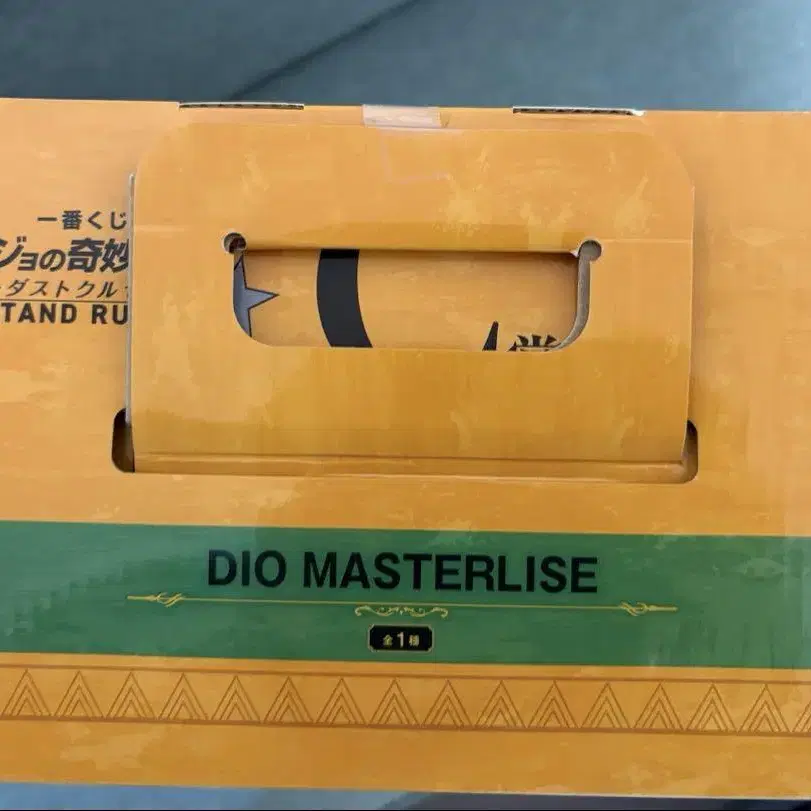 一番くじ
ジョの奇妙
ダストクル
TAND RU
賞
DIO MASTERLISE
全1種